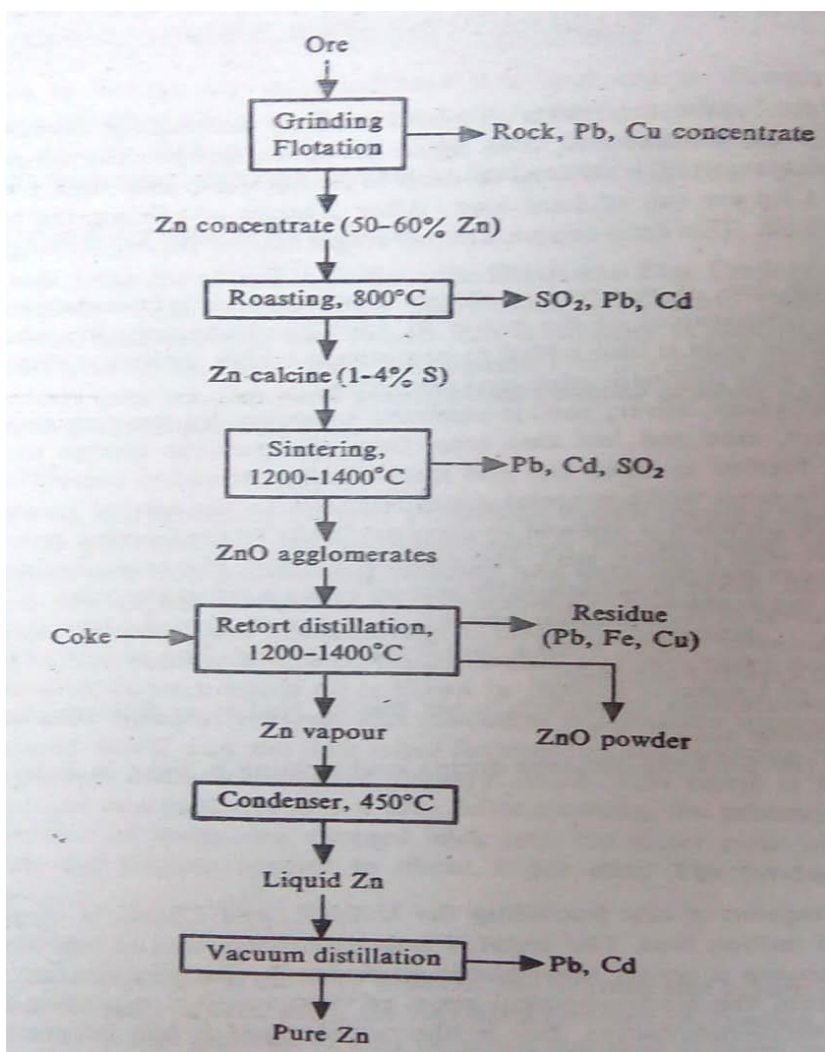 Ore
Grinding
Flotation
Rock, Pb, Cu concentrate
Zn concentrate (50–60% Zn)
Roasting, 800°C
SO₂, Pb, Cd
Zn calcine (1-4% S)
Sintering,
1200–1400°C
Pb, Cd, SO₂
ZnO agglomerates
Coke
Retort distillation,
1200–1400°C
Residue
(Pb, Fe, Cu)
Zn vapour
ZnO powder
Condenser, 450°C
Liquid Zn
Vacuum distillation
Pb, Cd
Pure Zn